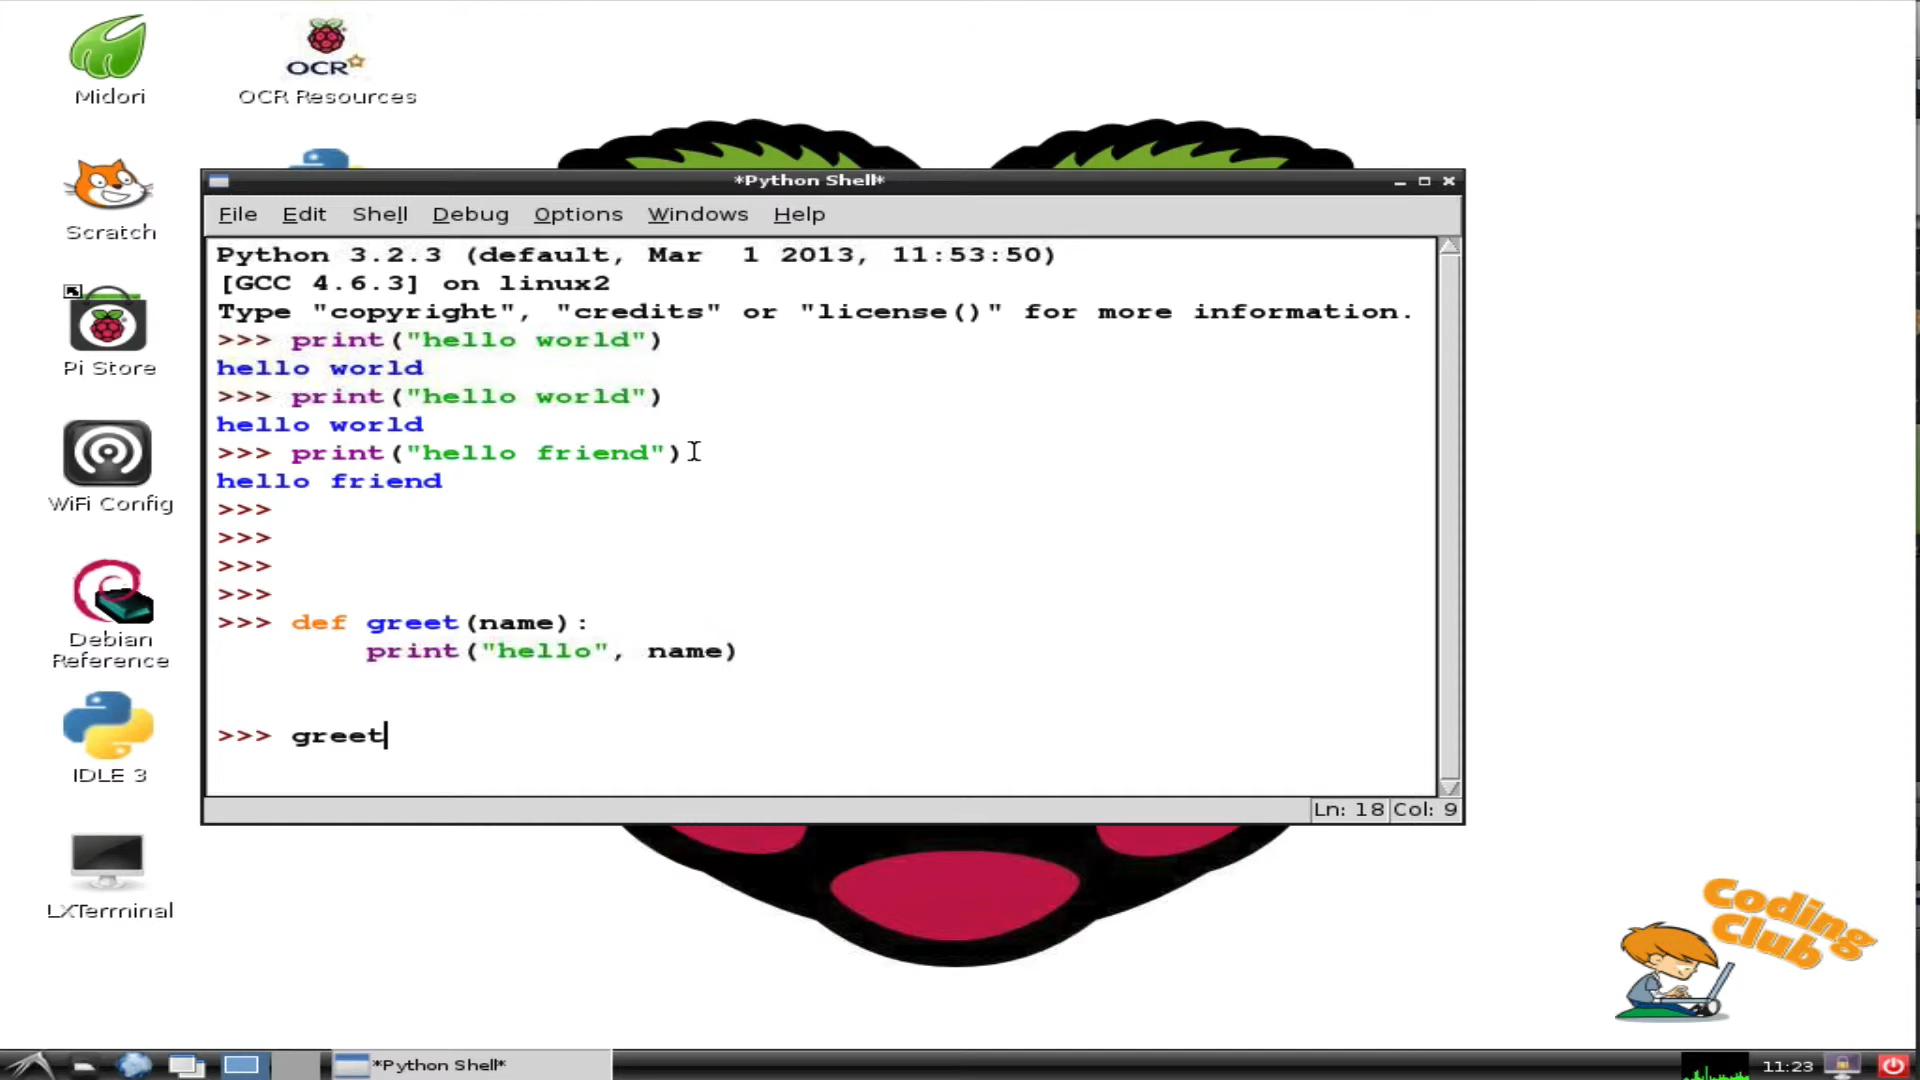 Midori
OCR
OCR Resources
Scratch
Pi Store
WiFi Config
Debian
Reference
IDLE 3
LXTerminal
*Python Shell*
File Edit Shell Debug Options Windows Help
Python 3.2.3 (default, Mar  1 2013, 11:53:50)
[GCC 4.6.3] on linux2
Type "copyright", "credits" or "license()" for more information.
>>> print("hello world")
hello world
>>> print("hello world")
hello world
>>> print("hello friend")
hello friend
>>>
>>>
>>>
>>>
>>> def greet(name):
        print("hello", name)
>>> greet
Ln: 18 Col: 9
Coding
Club
*Python Shell*
11:23